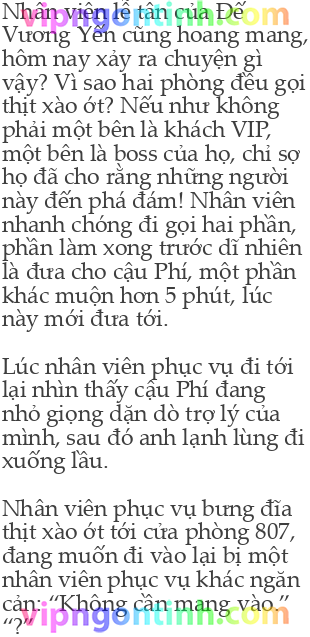 Nhân viên lễ tân của Đế
Vương Yến cũng hoang mang,
hôm nay xảy ra chuyện gì
vậy? Vì sao hai phòng đều gọi
thịt xào ớt? Nếu như không
phải một bên là khách VIP,
một bên là boss của họ, chỉ sợ
họ đã cho rằng những người
này đến phá đám! Nhân viên
nhanh chóng đi gọi hai phần,
phần làm xong trước dĩ nhiên
là đưa cho cậu Phí, một phần
khác muộn hơn 5 phút, lúc
này mới đưa tới.
Lúc nhân viên phục vụ đi tới
lại nhìn thấy cậu Phí đang
nhỏ giọng dặn dò trợ lý của
mình, sau đó anh lạnh lùng đi
xuống lầu.
Nhân viên phục vụ bưng đĩa
thịt xào ớt tới cửa phòng 807,
đang muốn đi vào lại bị một
nhân viên phục vụ khác ngăn
cản: “Không cần mang vào.”
“?”
vipngontinh.com
vipngontinh.com